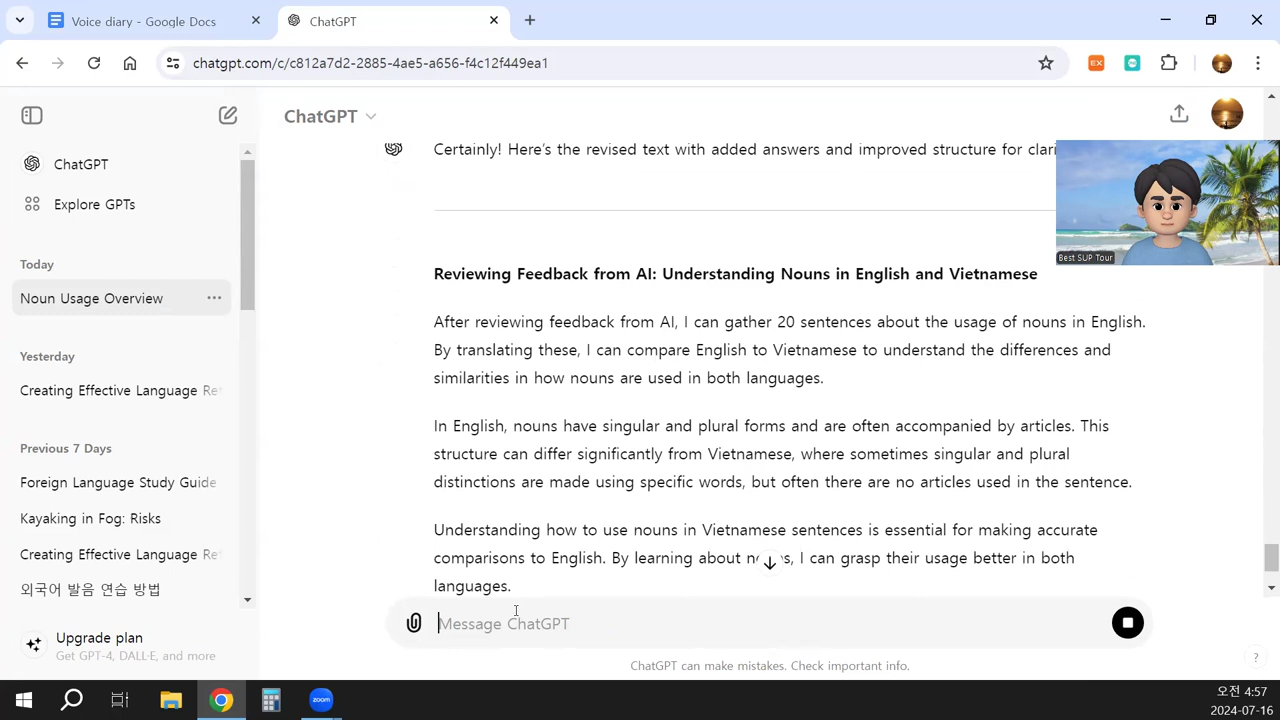 Voice diary - Google Docs
ChatGPT
chatgpt.com/c/c812a7d2-2885-4ae5-a656-f4c12f449ea1
EX
ChatGPT
ChatGPT
Explore GPTs
Today
Noun Usage Overview
Yesterday
Creating Effective Language Re
Previous 7 Days
Foreign Language Study Guide
Kayaking in Fog: Risks
Creating Effective Language Re
외국어 발음 연습 방법
Upgrade plan
Get GPT-4, DALL·E, and more
Certainly! Here's the revised text with added answers and improved structure for clari
Best SUP Tour
Reviewing Feedback from AI: Understanding Nouns in English and Vietnamese
After reviewing feedback from AI, I can gather 20 sentences about the usage of nouns in English.
By translating these, I can compare English to Vietnamese to understand the differences and
similarities in how nouns are used in both languages.
In English, nouns have singular and plural forms and are often accompanied by articles. This
structure can differ significantly from Vietnamese, where sometimes singular and plural
distinctions are made using specific words, but often there are no articles used in the sentence.
Understanding how to use nouns in Vietnamese sentences is essential for making accurate
comparisons to English. By learning about , I can grasp their usage better in both
languages.
Message ChatGPT
ChatGPT can make mistakes. Check important info.
?
zoom
오전 4:57
2024-07-16